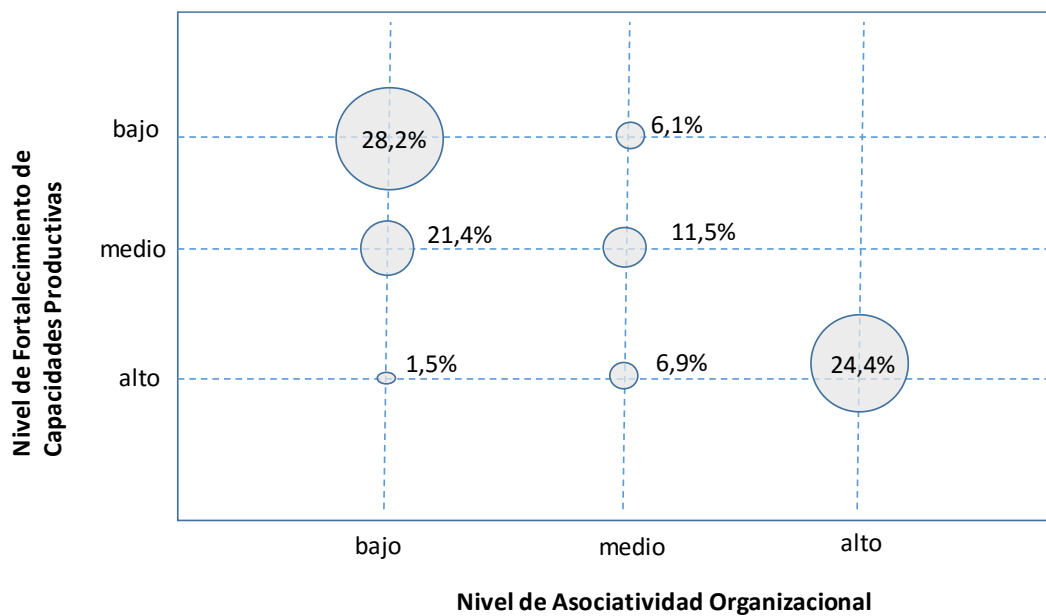 Nivel de Fortalecimiento de
Capacidades Productivas
bajo
28,2%
6,1%
medio
21,4%
11,5%
alto
1,5%
6,9%
24,4%
bajo
medio
alto
Nivel de Asociatividad Organizacional